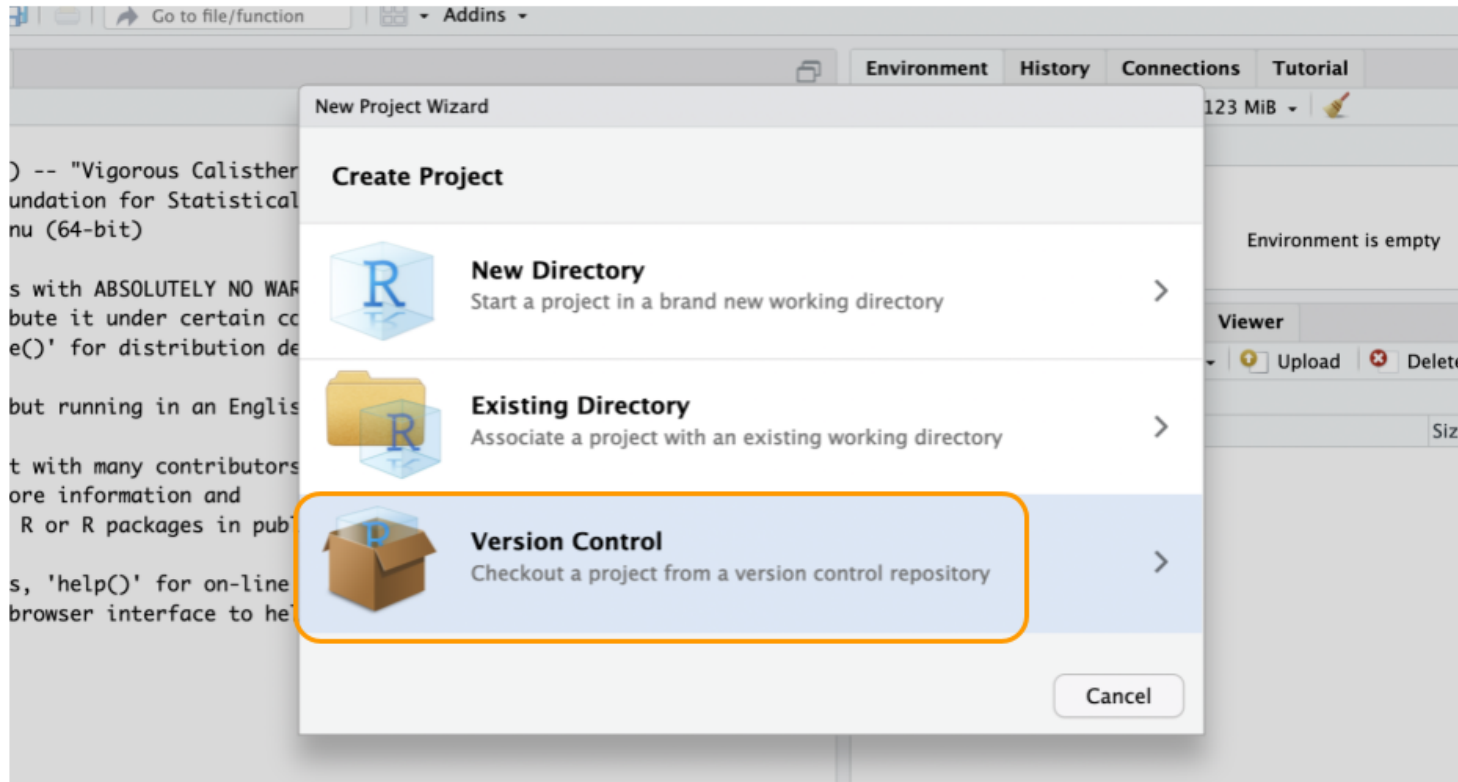 Go to file/function Addins
Environment History Connections Tutorial
New Project Wizard
123 MiB
) -- "Vigorous Calisther
Create Project
undation for Statistical
nu (64-bit)
New Directory
Start a project in a brand new working directory
Environment is empty
s with ABSOLUTELY NO WAR
bute it under certain co
e()' for distribution de
Viewer
Upload Delete
Existing Directory
Associate a project with an existing working directory
but running in an Englis
Siz
t with many contributors
ore information and
R or R packages in publ
Version Control
Checkout a project from a version control repository
s, 'help()' for on-line
browser interface to hel
Cancel